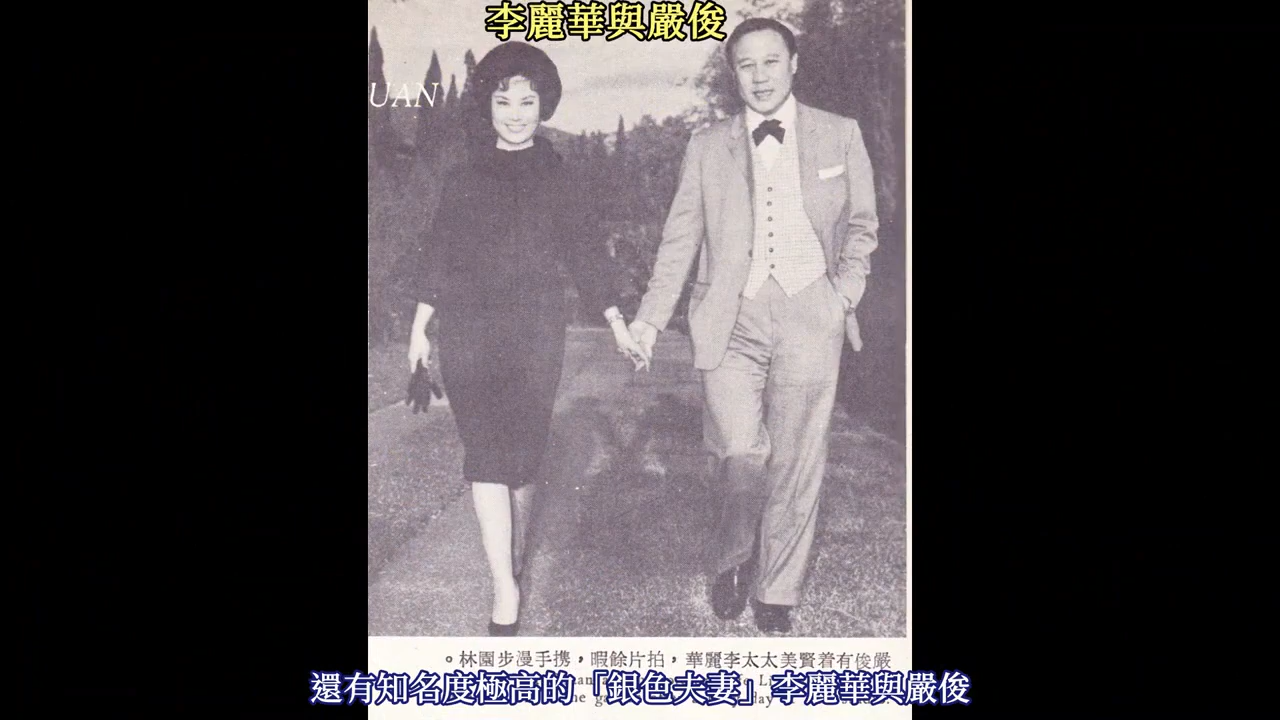 李麗華與嚴俊
UAN
嚴俊有着賢美太太李麗華，拍片餘暇，携手漫步園林。
還有知名度極高的「銀色夫妻」李麗華與嚴俊